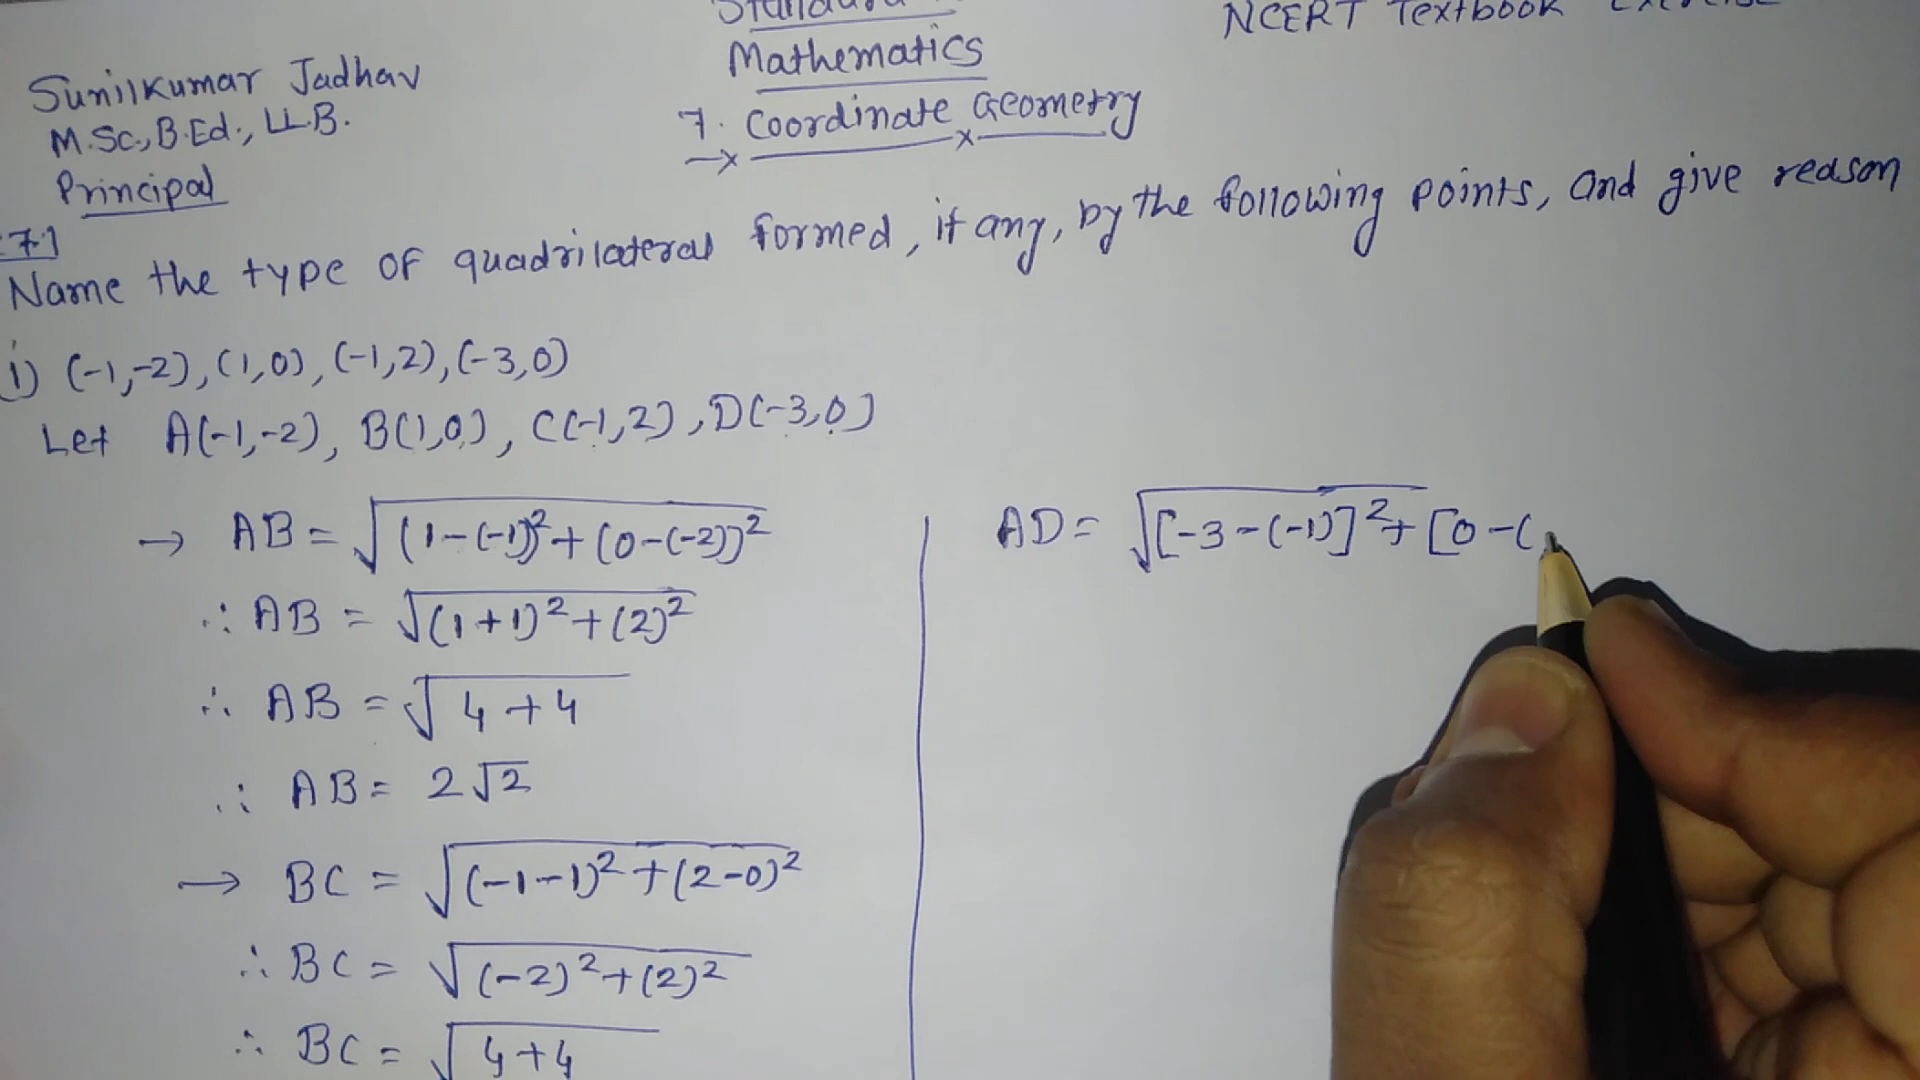 Mathematics
NCERT Textbook
Sunilkumar Jadhav
M.Sc., B.Ed., LL.B.
Principal
7. Coordinate Geometry
7.1
Name the type of quadrilateral formed, if any, by the following points, and give reason
i) (-1,-2), (1,0), (-1,2), (-3,0)
Let A(-1,-2), B(1,0), C(-1,2), D(-3,0)
→ AB = √(1-(-1))²+(0-(-2))²
∴ AB = √(1+1)²+(2)²
∴ AB = √4+4
∴ AB = 2√2
→ BC = √(-1-1)²+(2-0)²
∴ BC = √(-2)²+(2)²
∴ BC = √4+4
AD = √[-3-(-1)]²+[0-(